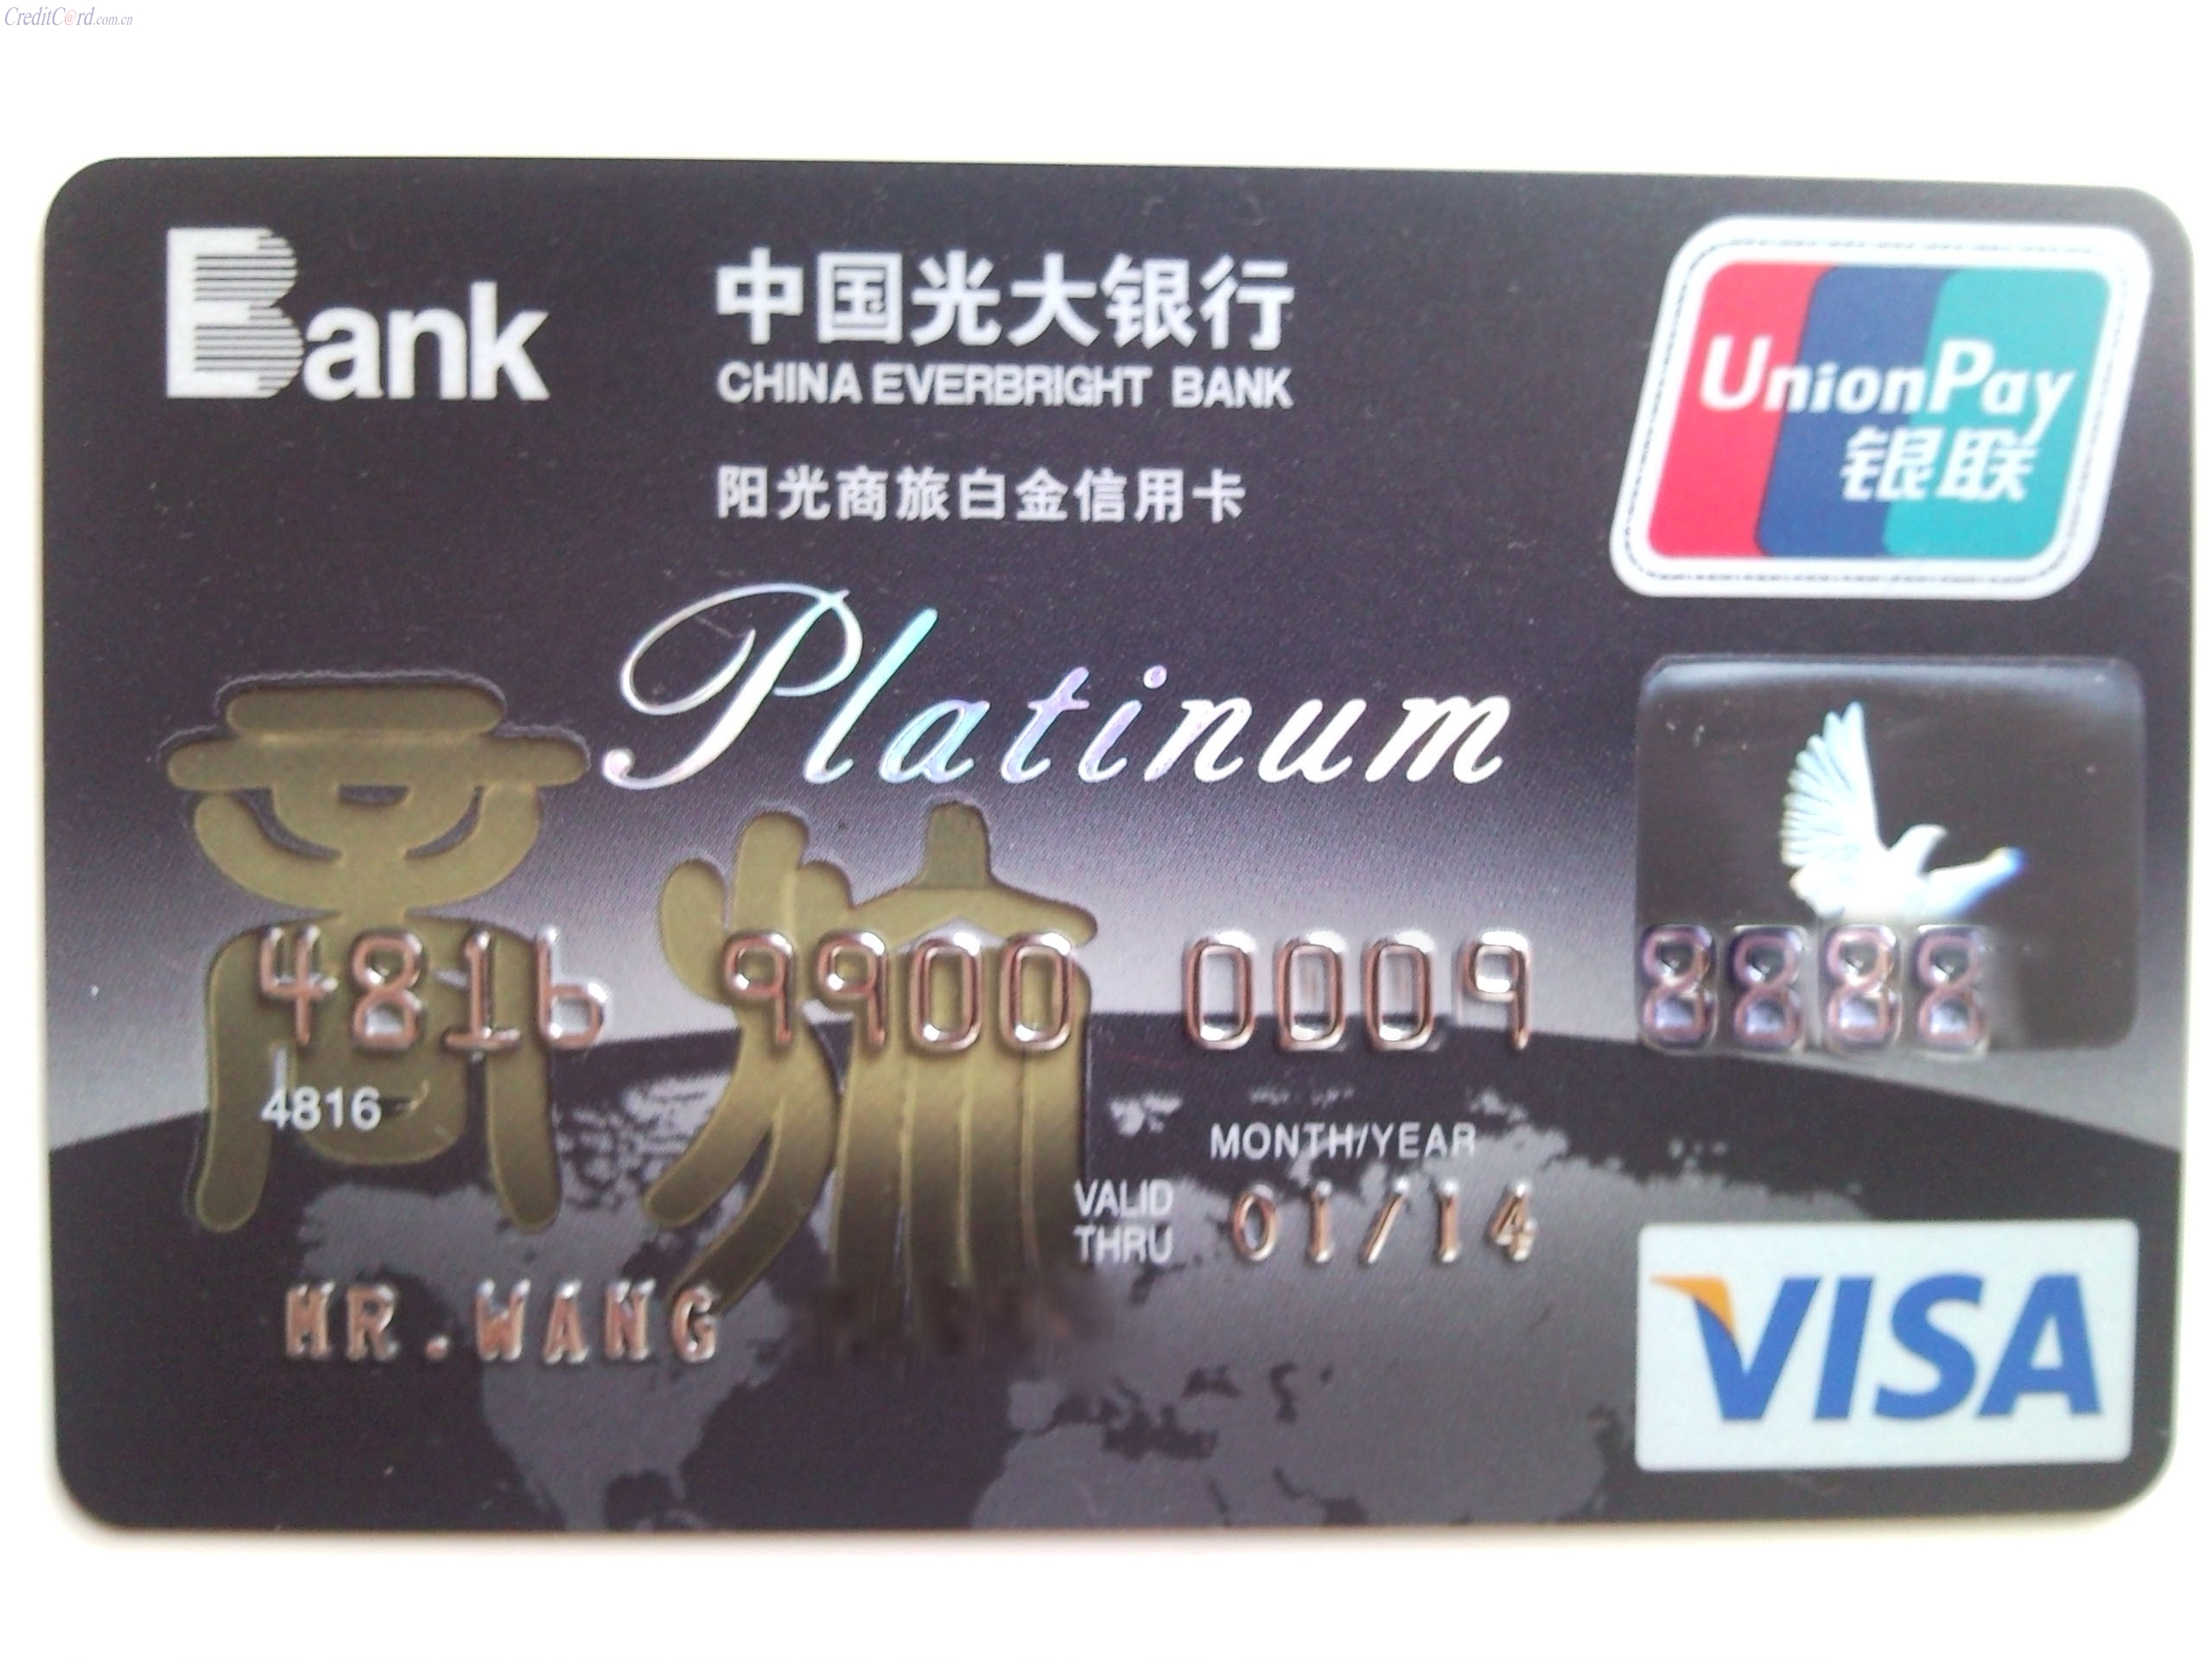 CreditC@rd.com.cn
Bank
中国光大银行
CHINA EVERBRIGHT BANK
阳光商旅白金信用卡
UnionPay
银联
Platinum
商旅
4816 9900 0009 8888
4816
MONTH/YEAR
VALID THRU 01/14
MR.WANG
VISA